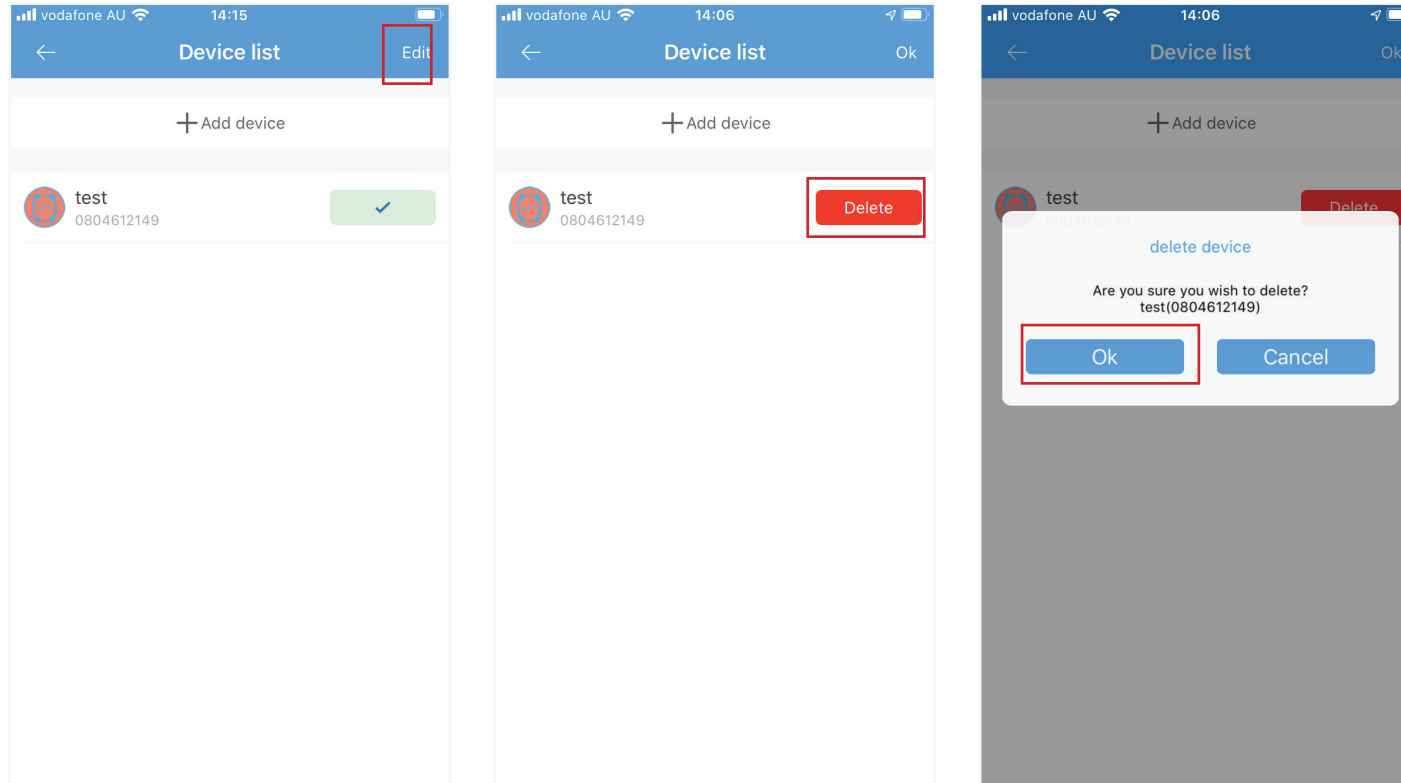 vodafone AU 14:15
Device list Edit
Add device
test
0804612149
vodafone AU 14:06
Device list Ok
Add device
test
0804612149 Delete
vodafone AU 14:06
Device list Ok
Add device
test
Delete
delete device
Are you sure you wish to delete?
test(0804612149)
Ok Cancel